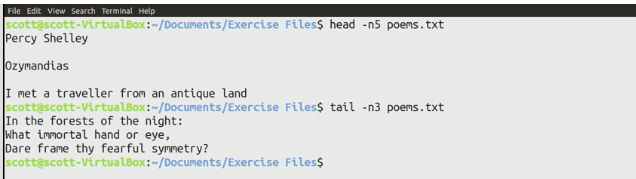 File Edit View Search Terminal Help
scott@scott-VirtualBox:~/Documents/Exercise Files$ head -n5 poems.txt
Percy Shelley

Ozymandias

I met a traveller from an antique land
scott@scott-VirtualBox:~/Documents/Exercise Files$ tail -n3 poems.txt
In the forests of the night:
What immortal hand or eye,
Dare frame thy fearful symmetry?
scott@scott-VirtualBox:~/Documents/Exercise Files$